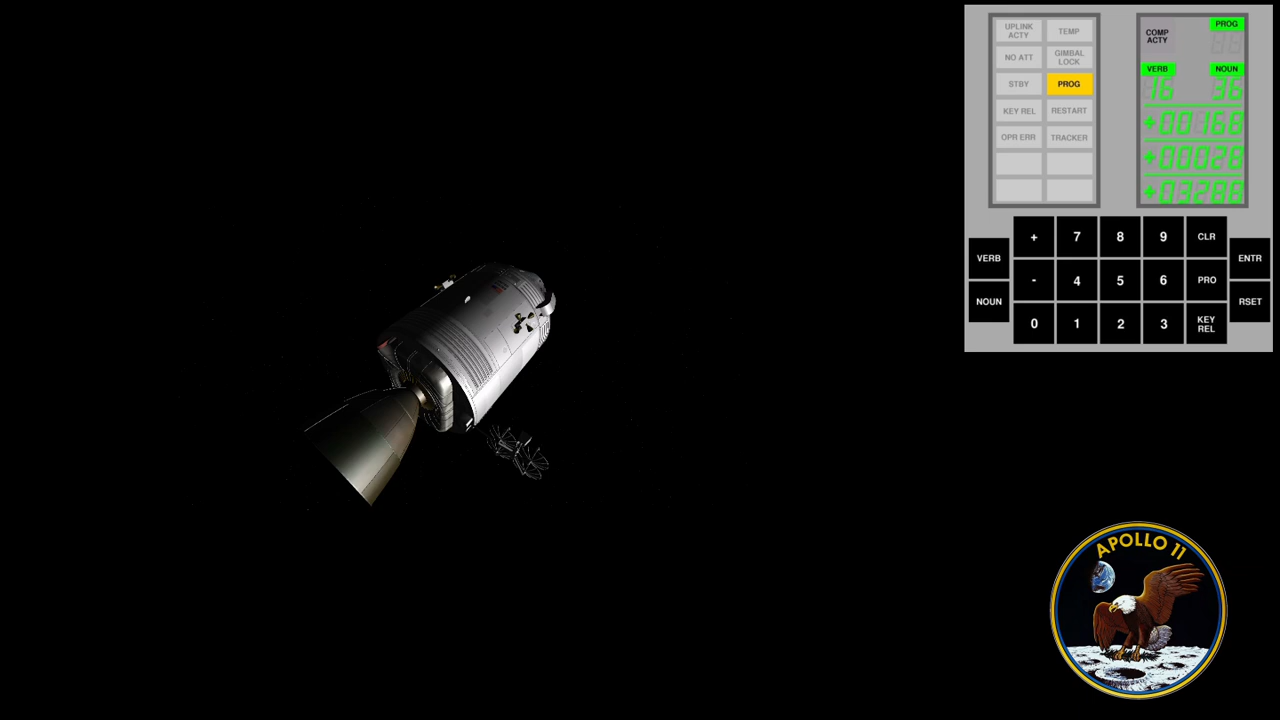 UPLINK ACTY
TEMP
NO ATT
GIMBAL LOCK
STBY
PROG
KEY REL
RESTART
OPR ERR
TRACKER
COMP ACTY
PROG
VERB
NOUN
16
36
+00168
+00028
+03288
VERB
NOUN
+
7
8
9
CLR
-
4
5
6
PRO
0
1
2
3
KEY REL
ENTR
RSET
APOLLO 11